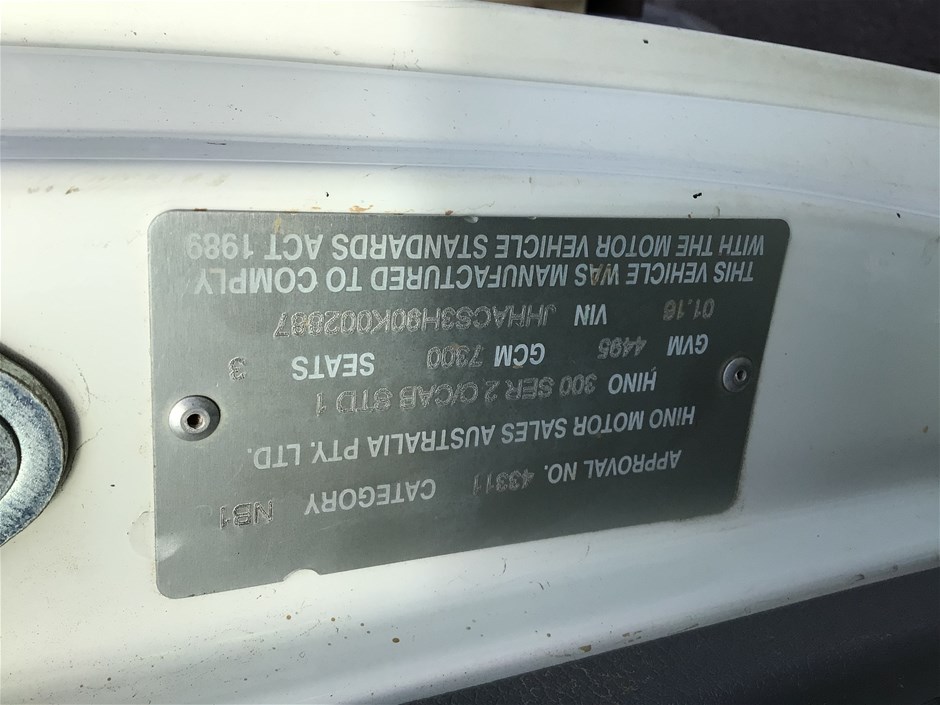 APPROVAL NO. 43311 CATEGORY NB1
HINO MOTOR SALES AUSTRALIA PTY. LTD.
HINO 300 SER 2 O/CAB STD 1
GVM 4495 GCM 7300 SEATS 3
01.16 VIN JHHACS3H90K002087
THIS VEHICLE WAS MANUFACTURED TO COMPLY
WITH THE MOTOR VEHICLE STANDARDS ACT 1989